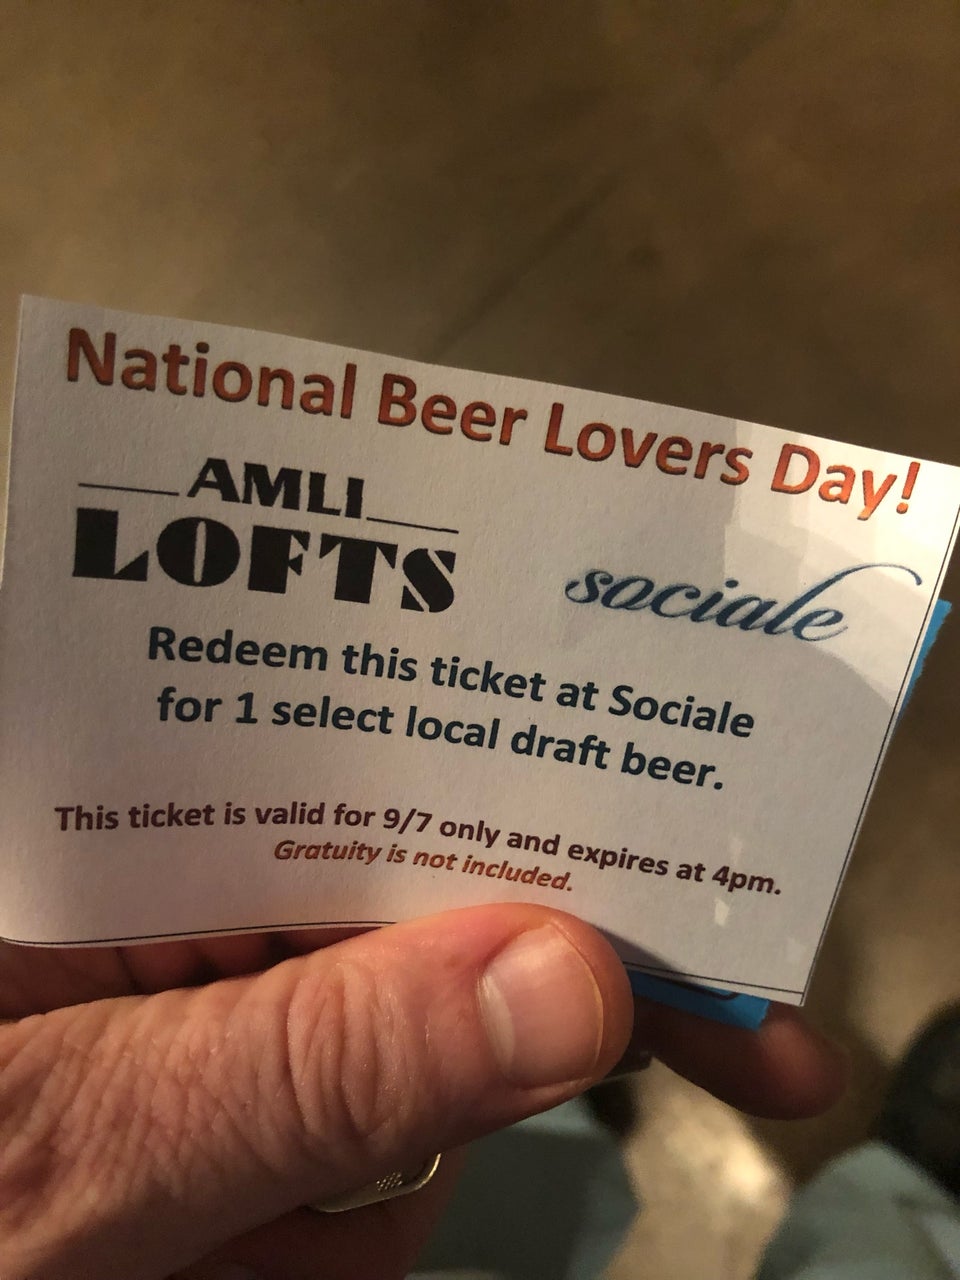 National Beer Lovers Day!
AMLI
LOFTS
sociale
Redeem this ticket at Sociale
for 1 select local draft beer.
This ticket is valid for 9/7 only and expires at 4pm.
Gratuity is not included.